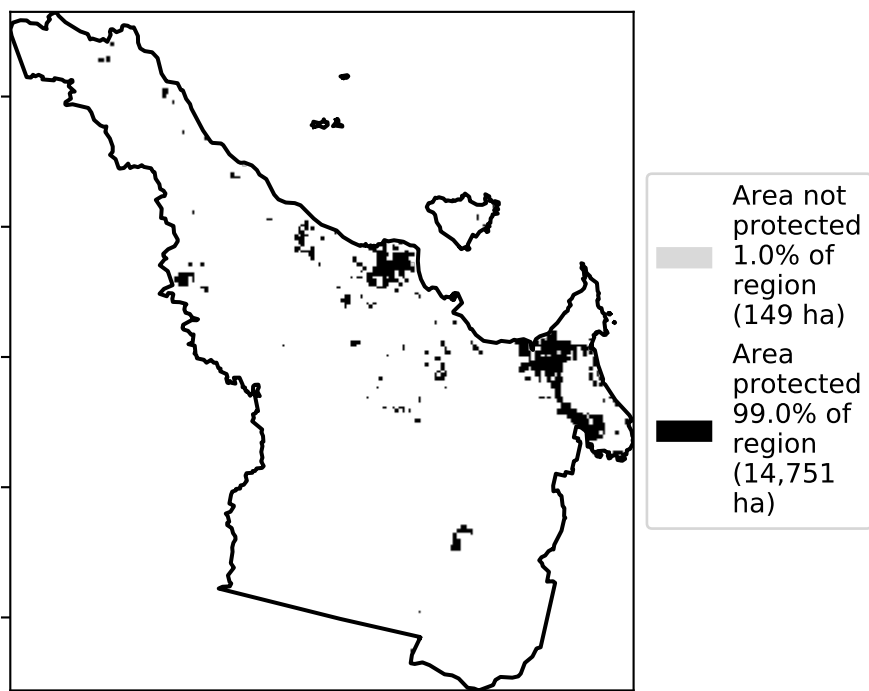 Area not
protected
1.0% of
region
(149 ha)
Area
protected
99.0% of
region
(14,751
ha)